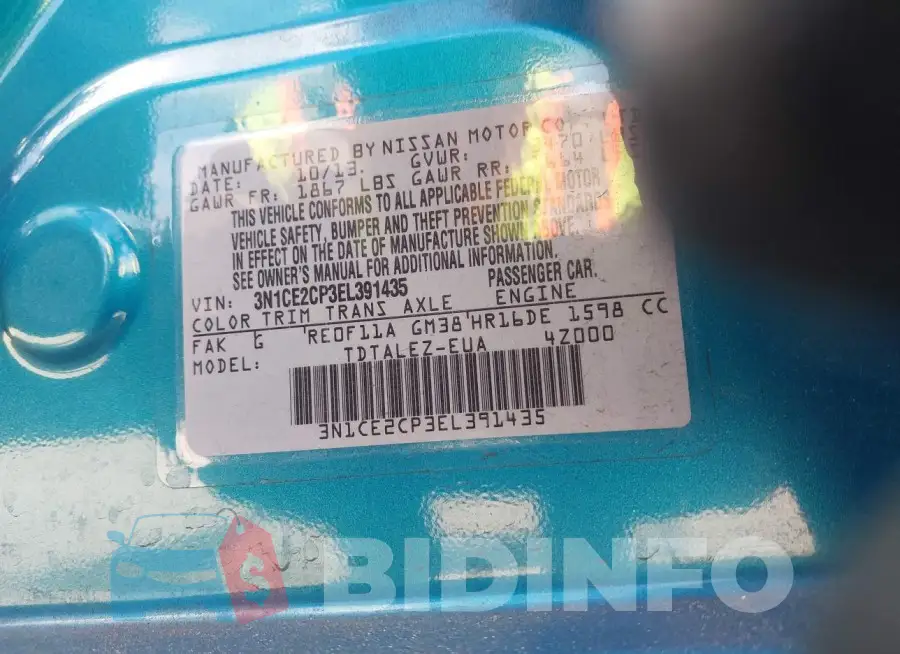 MANUFACTURED BY NISSAN MOTOR CO
DATE: 10/13 GVWR:
GAWR FR: 1867 LBS GAWR RR:
THIS VEHICLE CONFORMS TO ALL APPLICABLE FEDERAL MOTOR
VEHICLE SAFETY, BUMPER AND THEFT PREVENTION STANDARDS
IN EFFECT ON THE DATE OF MANUFACTURE SHOWN ABOVE.
SEE OWNER'S MANUAL FOR ADDITIONAL INFORMATION.
VIN: 3N1CE2CP3EL391435 PASSENGER CAR.
COLOR TRIM TRANS AXLE ENGINE
FAK G RE0F11A GM38 HR16DE 1598 CC
MODEL: TDTALEZ-EUA 4Z000
3N1CE2CP3EL391435
$ BIDINFO